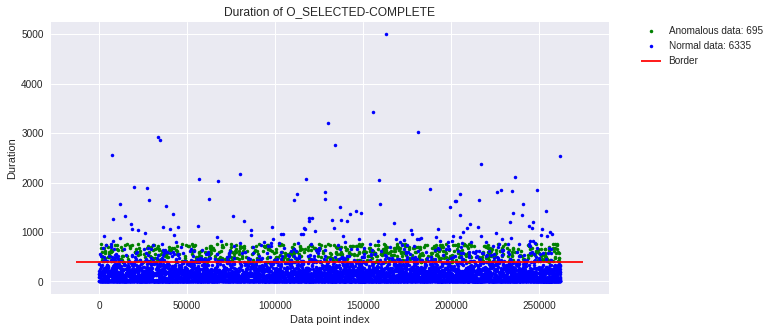 Duration of O_SELECTED-COMPLETE
Anomalous data: 695
Normal data: 6335
Border
5000
4000
3000
2000
1000
0
Duration
0
50000
100000
150000
200000
250000
Data point index